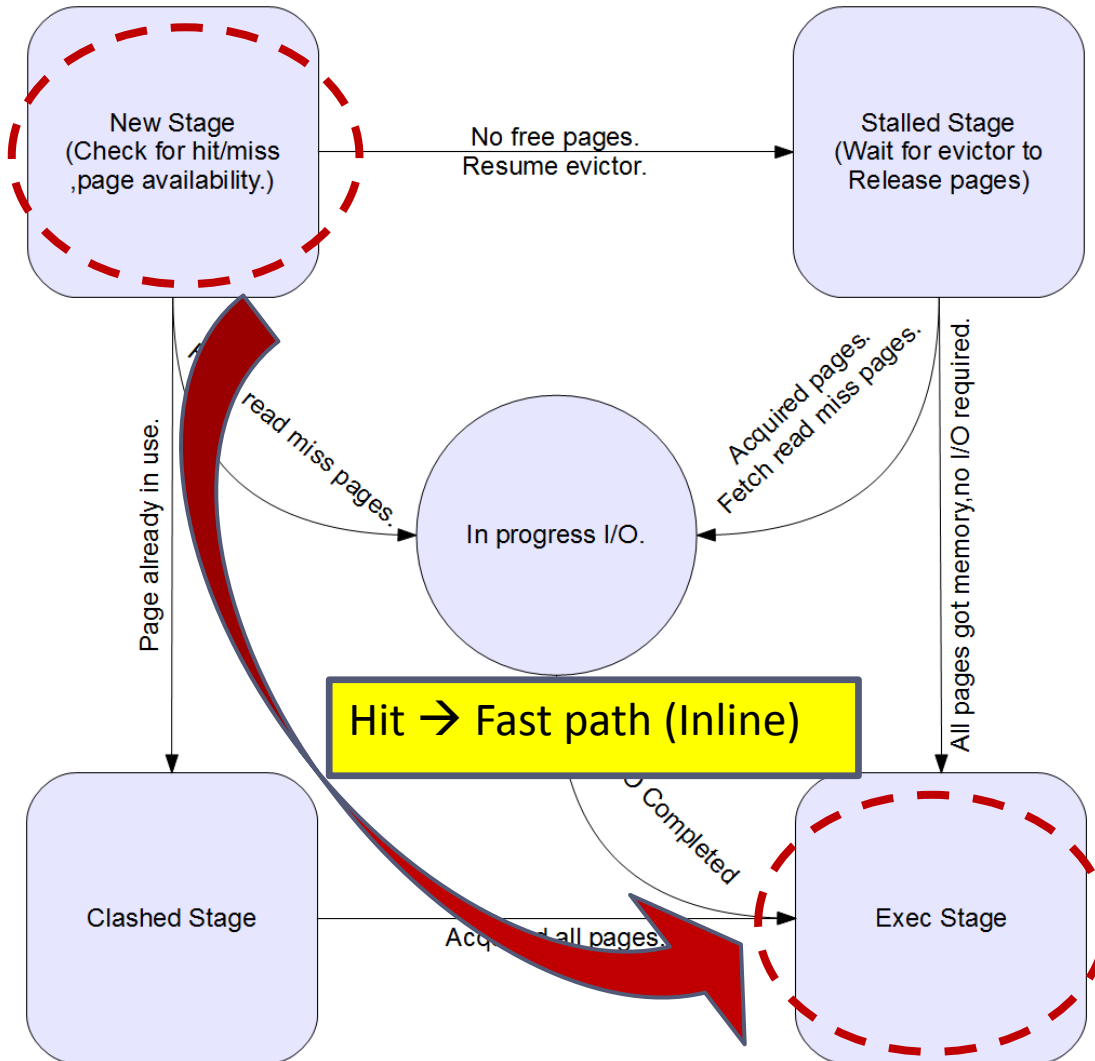 New Stage
(Check for hit/miss
,page availability.)
No free pages.
Resume evictor.
Stalled Stage
(Wait for evictor to
Release pages)
Page already in use.
read miss pages.
In progress I/O.
Acquired pages.
Fetch read miss pages.
All pages got memory,no I/O required.
Hit → Fast path (Inline)
Completed
Clashed Stage
all pages.
Exec Stage